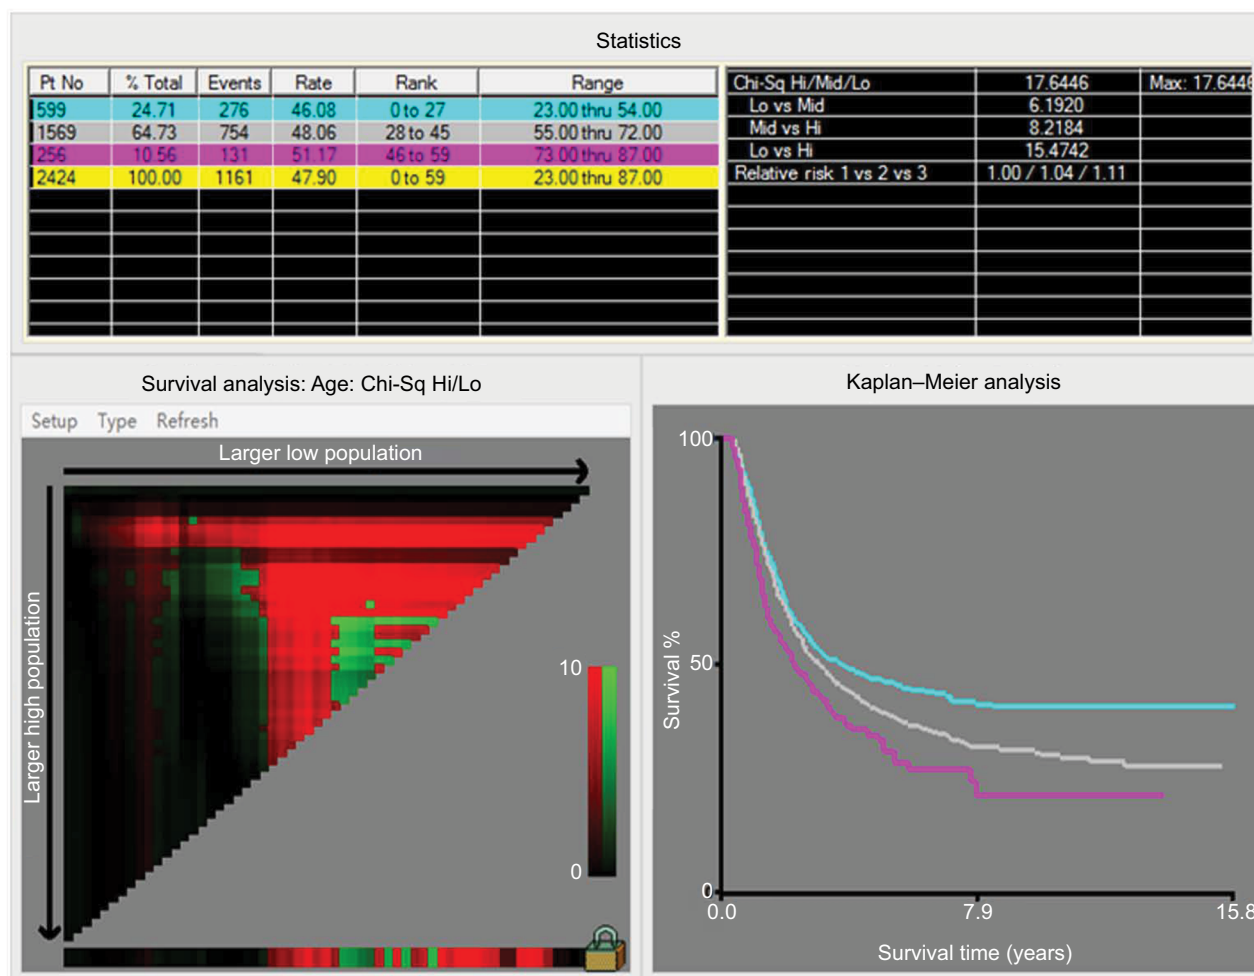 Statistics
Pt No % Total Events Rate Rank Range
599 24.71 276 46.08 0 to 27 23.00 thru 54.00
1569 64.73 754 48.06 28 to 45 55.00 thru 72.00
256 10.56 131 51.17 46 to 59 73.00 thru 87.00
2424 100.00 1161 47.90 0 to 59 23.00 thru 87.00
Chi-Sq Hi/Mid/Lo 17.6446 Max: 17.6446
Lo vs Mid 6.1920
Mid vs Hi 8.2184
Lo vs Hi 15.4742
Relative risk 1 vs 2 vs 3 1.00 / 1.04 / 1.11
Survival analysis: Age: Chi-Sq Hi/Lo
Setup Type Refresh
Larger low population
Larger high population
10
0
Kaplan–Meier analysis
100
50
0
Survival %
0.0 7.9 15.8
Survival time (years)